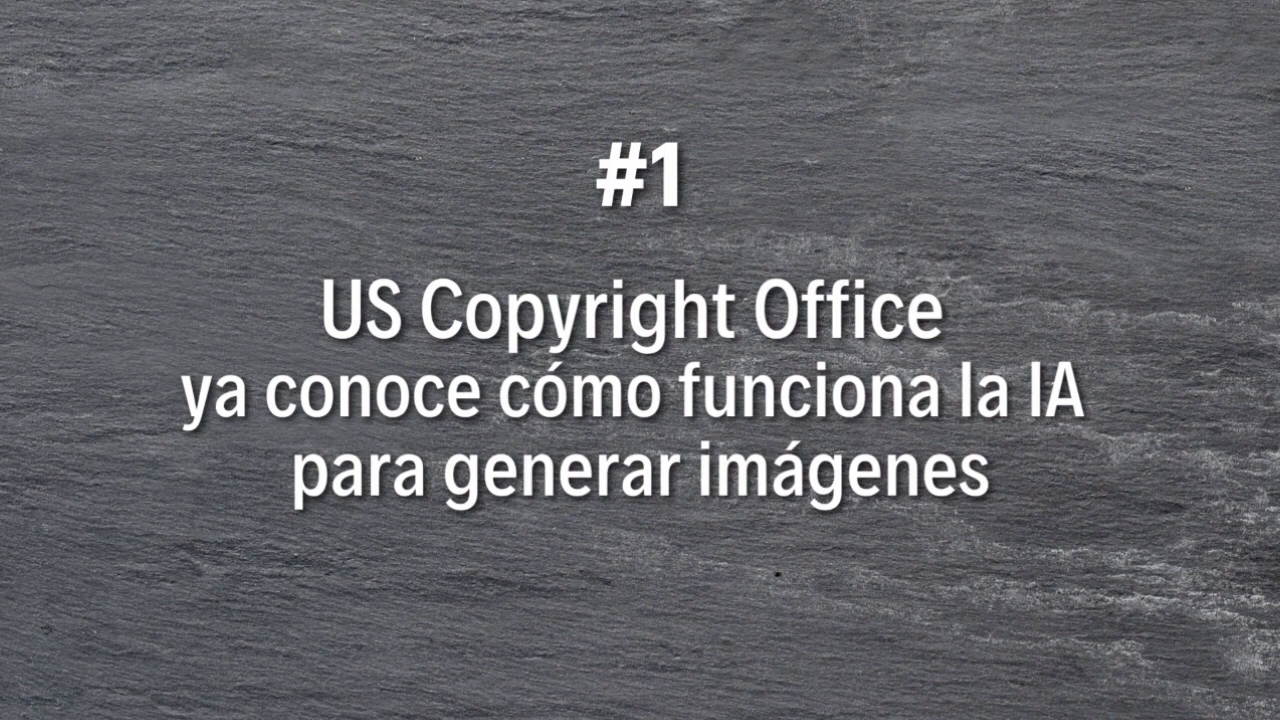 #1
US Copyright Office
ya conoce cómo funciona la IA
para generar imágenes